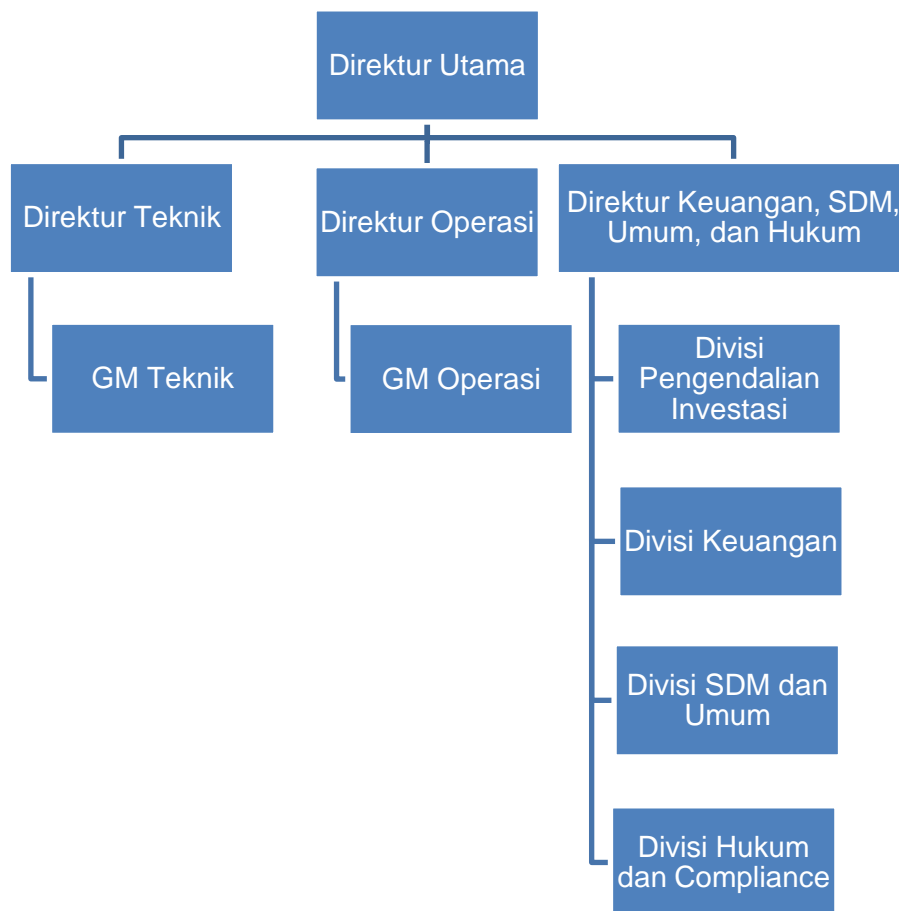 Direktur Utama
Direktur Teknik
Direktur Operasi
Direktur Keuangan, SDM,
Umum, dan Hukum
GM Teknik
GM Operasi
Divisi
Pengendalian
Investasi
Divisi Keuangan
Divisi SDM dan
Umum
Divisi Hukum
dan Compliance